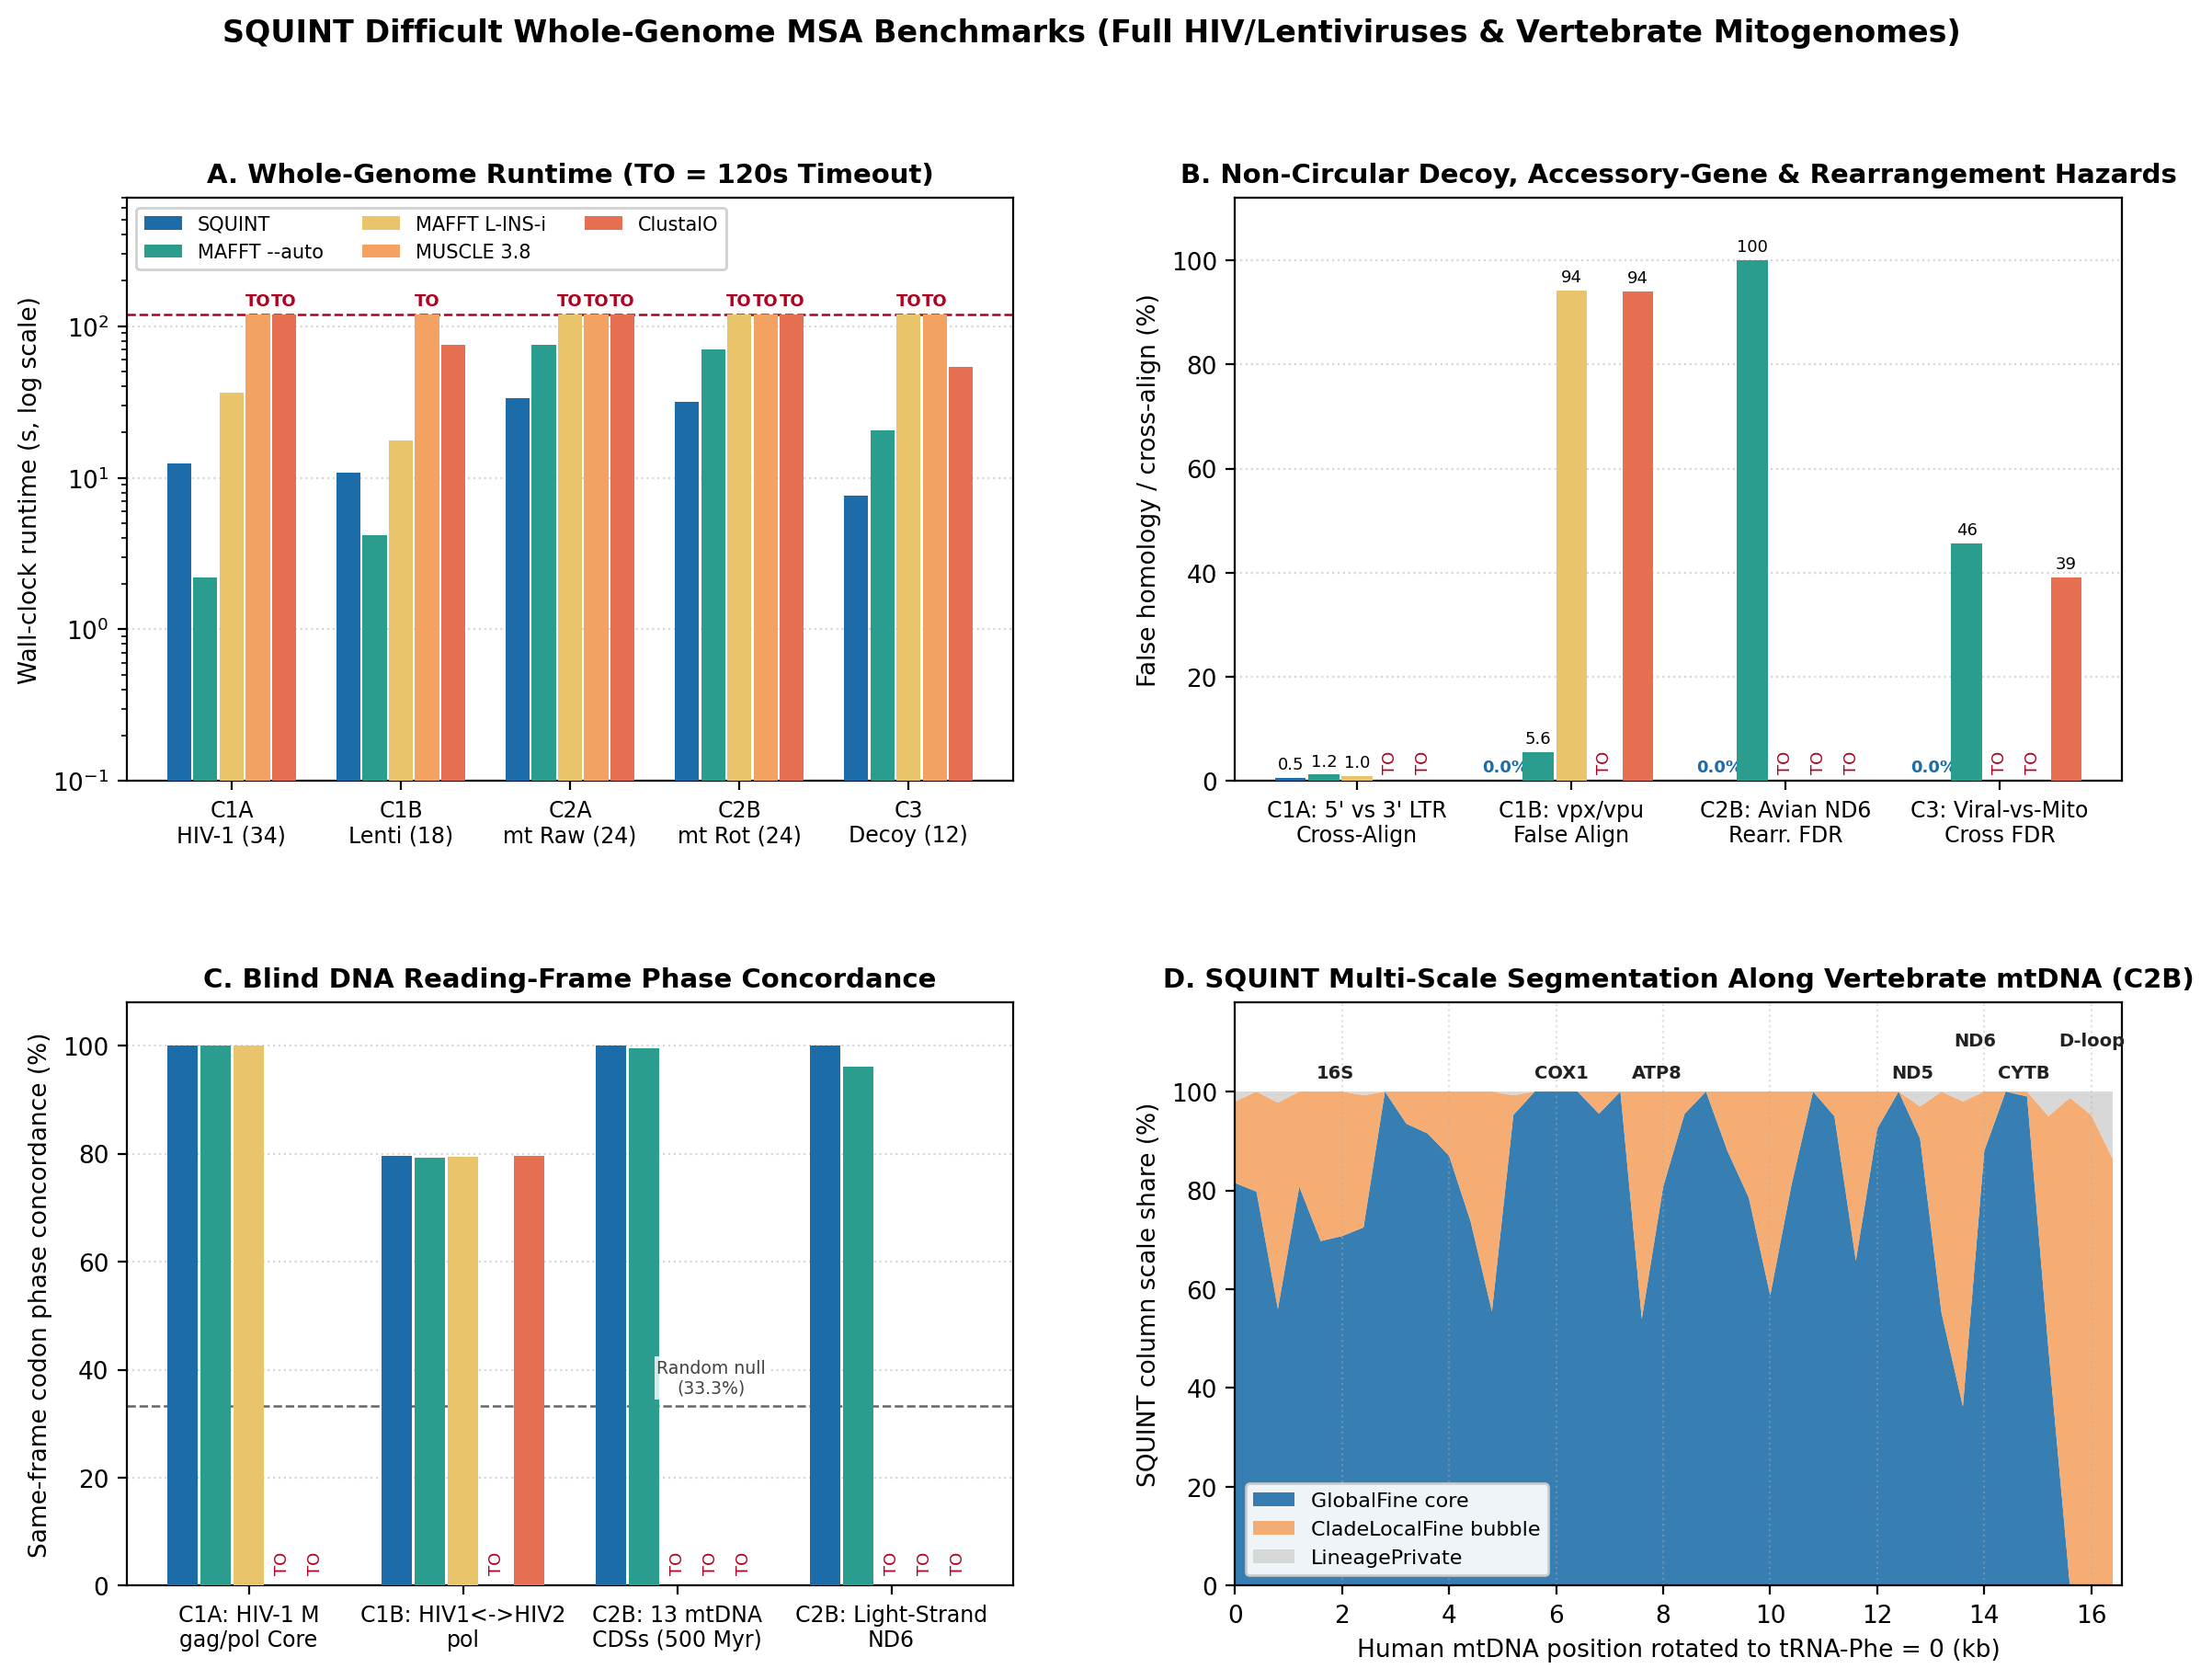 SQUINT Difficult Whole-Genome MSA Benchmarks (Full HIV/Lentiviruses & Vertebrate Mitogenomes)
A. Whole-Genome Runtime (TO = 120s Timeout)
SQUINT
MAFFT --auto
MAFFT L-INS-i
MUSCLE 3.8
ClustalO
TO TO TO TO TO TO TO TO TO TO TO
Wall-clock runtime (s, log scale)
10²
10¹
10⁰
10⁻¹
C1A
HIV-1 (34)
C1B
Lenti (18)
C2A
mt Raw (24)
C2B
mt Rot (24)
C3
Decoy (12)
B. Non-Circular Decoy, Accessory-Gene & Rearrangement Hazards
False homology / cross-align (%)
100
80
60
40
20
0
0.5 1.2 1.0 TO TO
0.0% 5.6 94 TO 94
0.0% 100 TO TO TO
0.0% 46 TO TO 39
C1A: 5' vs 3' LTR
Cross-Align
C1B: vpx/vpu
False Align
C2B: Avian ND6
Rearr. FDR
C3: Viral-vs-Mito
Cross FDR
C. Blind DNA Reading-Frame Phase Concordance
Same-frame codon phase concordance (%)
100
80
60
40
20
0
Random null
(33.3%)
TO TO TO TO TO TO TO TO TO
C1A: HIV-1 M
gag/pol Core
C1B: HIV1<->HIV2
pol
C2B: 13 mtDNA
CDSs (500 Myr)
C2B: Light-Strand
ND6
D. SQUINT Multi-Scale Segmentation Along Vertebrate mtDNA (C2B)
SQUINT column scale share (%)
100
80
60
40
20
0
ND6 D-loop
16S COX1 ATP8 ND5 CYTB
GlobalFine core
CladeLocalFine bubble
LineagePrivate
0 2 4 6 8 10 12 14 16
Human mtDNA position rotated to tRNA-Phe = 0 (kb)